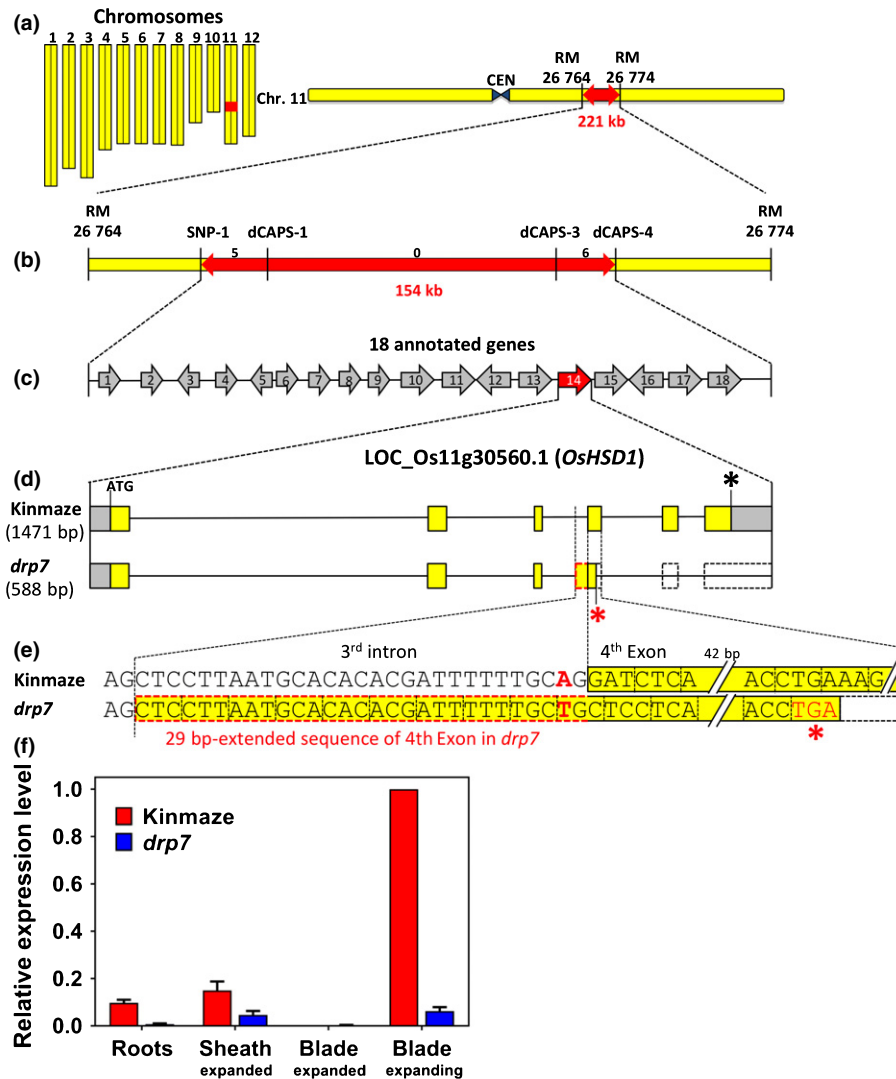 (a)
Chromosomes
1 2 3 4 5 6 7 8 9 10 11 12
Chr. 11
CEN
RM
26 764
RM
26 774
221 kb
(b)
RM
26 764
SNP-1
dCAPS-1
dCAPS-3
dCAPS-4
RM
26 774
5
0
6
154 kb
18 annotated genes
(c)
1 2 3 4 5 6 7 8 9 10 11 12 13 14 15 16 17 18
(d)
LOC_Os11g30560.1 (OsHSD1)
ATG
*
Kinmaze
(1471 bp)
drp7
(588 bp)
*
(e)
3rd intron
4th Exon
42 bp
Kinmaze AGCTCCTTAATGCACACACGATTTTTTGCAGGATCTCA // ACCTGAAAG //
drp7 AGCTCCTTAATGCACACACGATTTTTTGCTGCTCCTCA // ACCTGA
29 bp-extended sequence of 4th Exon in drp7
*
(f)
Relative expression level
1.0
0.8
0.6
0.4
0.2
0.0
Kinmaze
drp7
Roots
Sheath
expanded
Blade
expanded
Blade
expanding